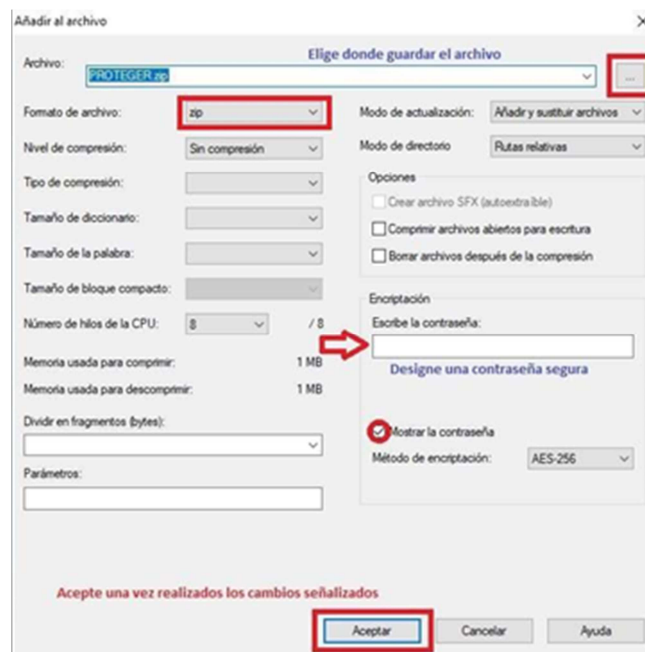 Añadir al archivo
Elige donde guardar el archivo
Archivo:
PROTEGER.zip
...
Formato de archivo:
zip
Modo de actualización:
Añadir y sustituir archivos
Nivel de compresión:
Sin compresión
Modo de directorio
Rutas relativas
Tipo de compresión:
Opciones
Crear archivo SFX (autoextraíble)
Tamaño de diccionario:
Comprimir archivos abiertos para escritura
Tamaño de la palabra:
Borrar archivos después de la compresión
Tamaño de bloque compacto:
Encriptación
Número de hilos de la CPU:
8
/ 8
Escribe la contraseña:
Memoria usada para comprimir:
1 MB
Designe una contraseña segura
Memoria usada para descomprimir:
1 MB
Dividir en fragmentos (bytes):
Mostrar la contraseña
Método de encriptación:
AES-256
Parámetros:
Acepte una vez realizados los cambios señalizados
Aceptar
Cancelar
Ayuda